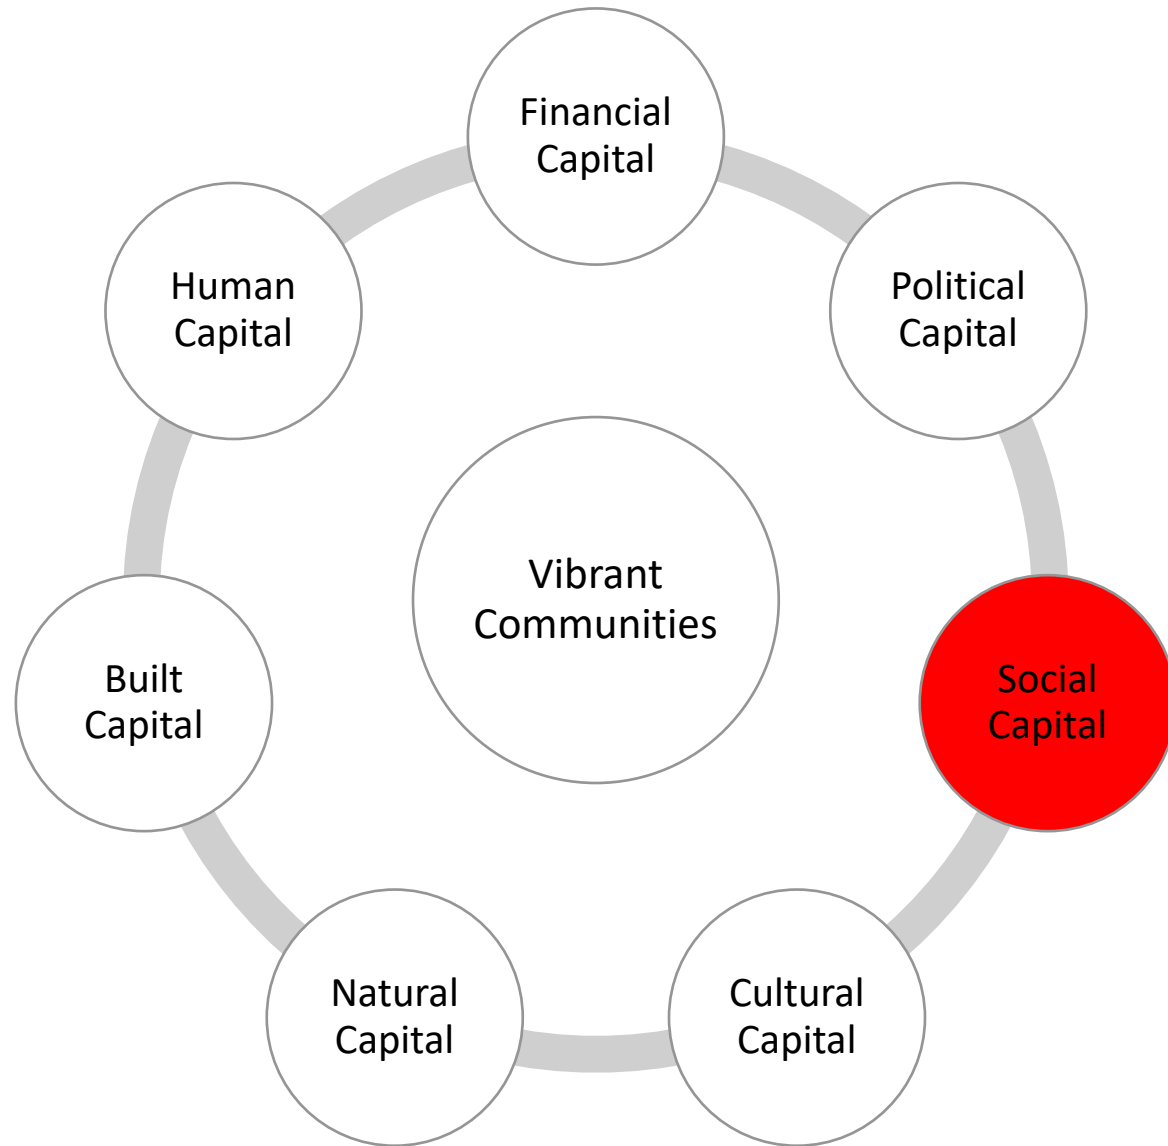 Financial
Capital
Political
Capital
Social
Capital
Cultural
Capital
Natural
Capital
Built
Capital
Human
Capital
Vibrant
Communities